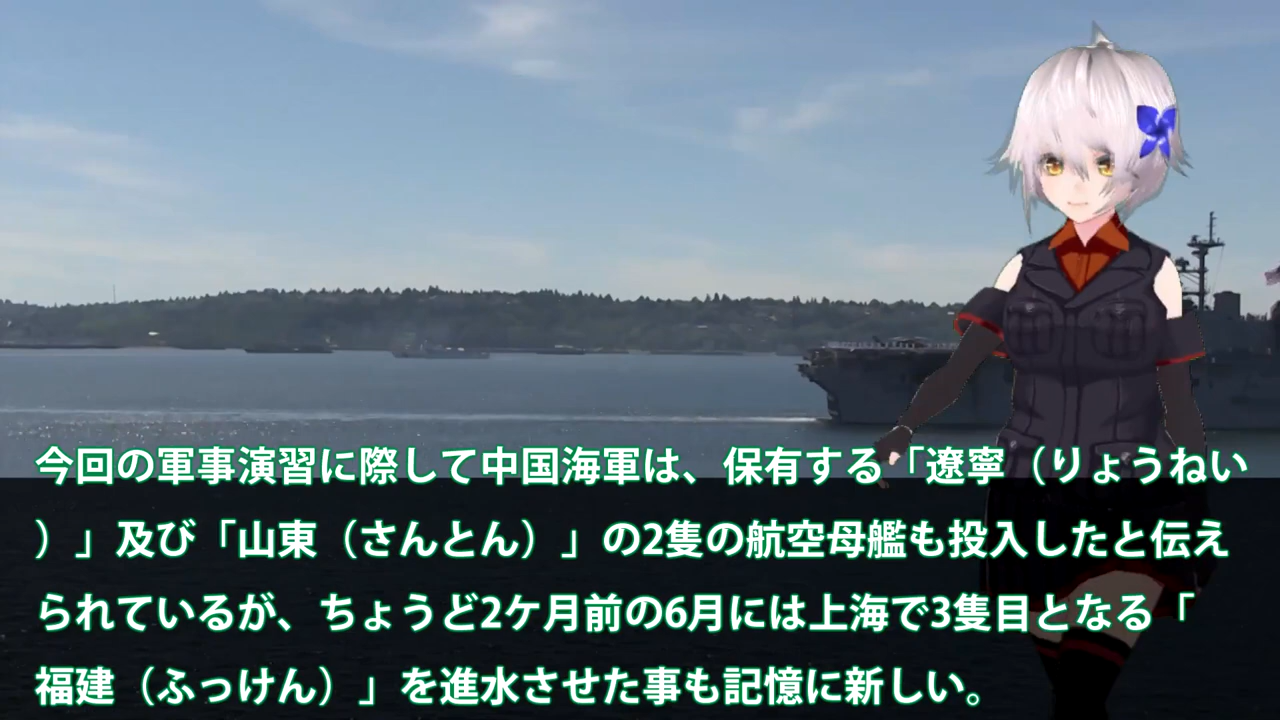 今回の軍事演習に際して中国海軍は、保有する「遼寧（りょうねい
）」及び「山東（さんとん）」の2隻の航空母艦も投入したと伝え
られているが、ちょうど2ケ月前の6月には上海で3隻目となる「
福建（ふっけん）」を進水させた事も記憶に新しい。